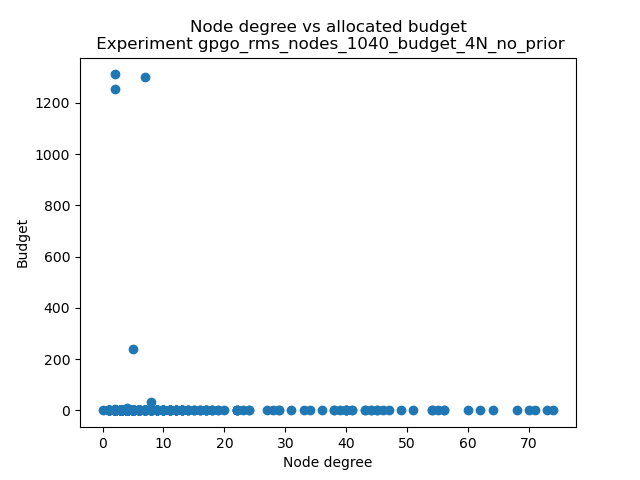 Node degree vs allocated budget
Experiment gpgo_rms_nodes_1040_budget_4N_no_prior
1200
1000
800
600
400
200
0
Budget
0 10 20 30 40 50 60 70
Node degree